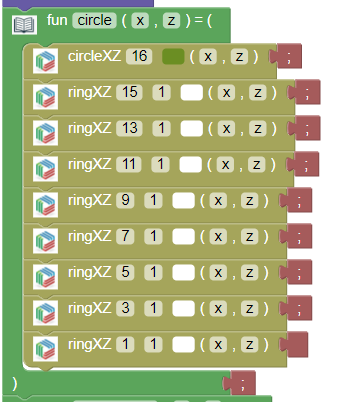 fun circle ( x , z ) = (
circleXZ 16 ( x , z ) ;
ringXZ 15 1 ( x , z ) ;
ringXZ 13 1 ( x , z ) ;
ringXZ 11 1 ( x , z ) ;
ringXZ 9 1 ( x , z ) ;
ringXZ 7 1 ( x , z ) ;
ringXZ 5 1 ( x , z ) ;
ringXZ 3 1 ( x , z ) ;
ringXZ 1 1 ( x , z )
) ;